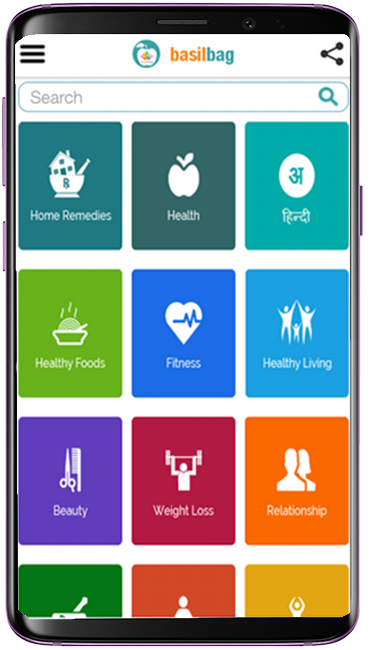 basilbag
Search
Home Remedies
Health
अ
हिन्दी
Healthy Foods
Fitness
Healthy Living
Beauty
Weight Loss
Relationship